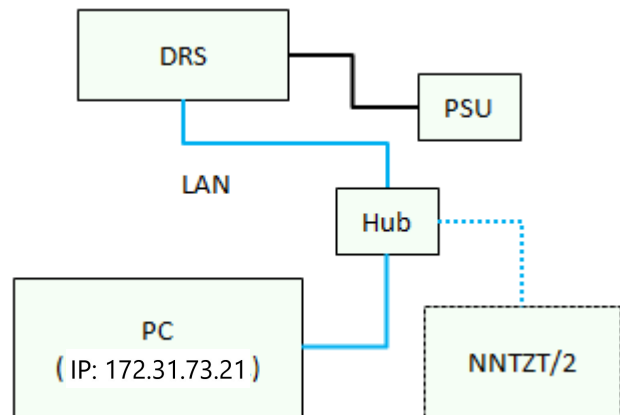 DRS
PSU
LAN
Hub
PC
( IP: 172.31.73.21 )
NNTZT/2